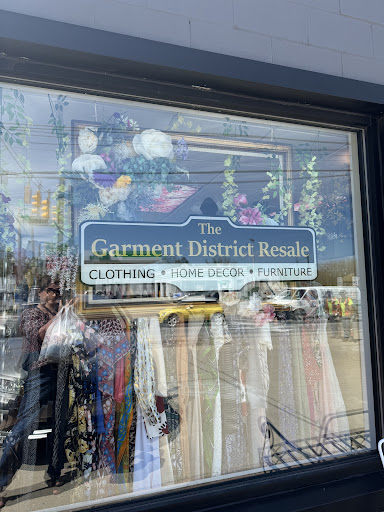 The
Garment District Resale
CLOTHING • HOME DECOR • FURNITURE